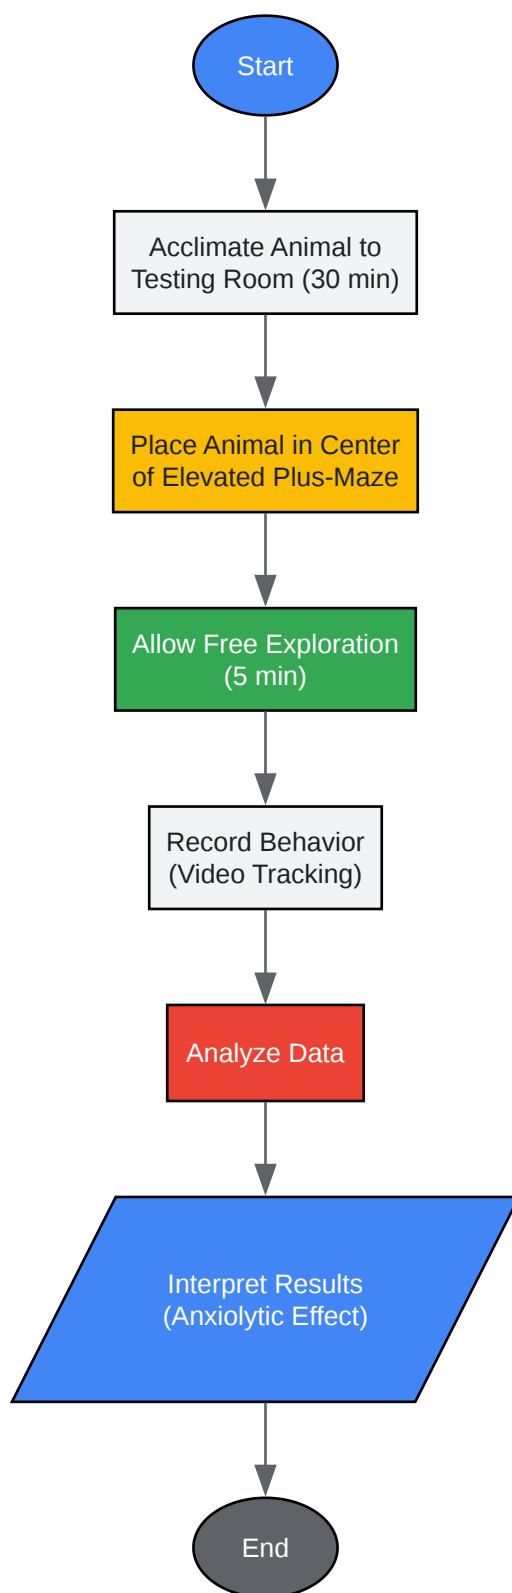 Start
Acclimate Animal to
Testing Room (30 min)
Place Animal in Center
of Elevated Plus-Maze
Allow Free Exploration
(5 min)
Record Behavior
(Video Tracking)
Analyze Data
Interpret Results
(Anxiolytic Effect)
End